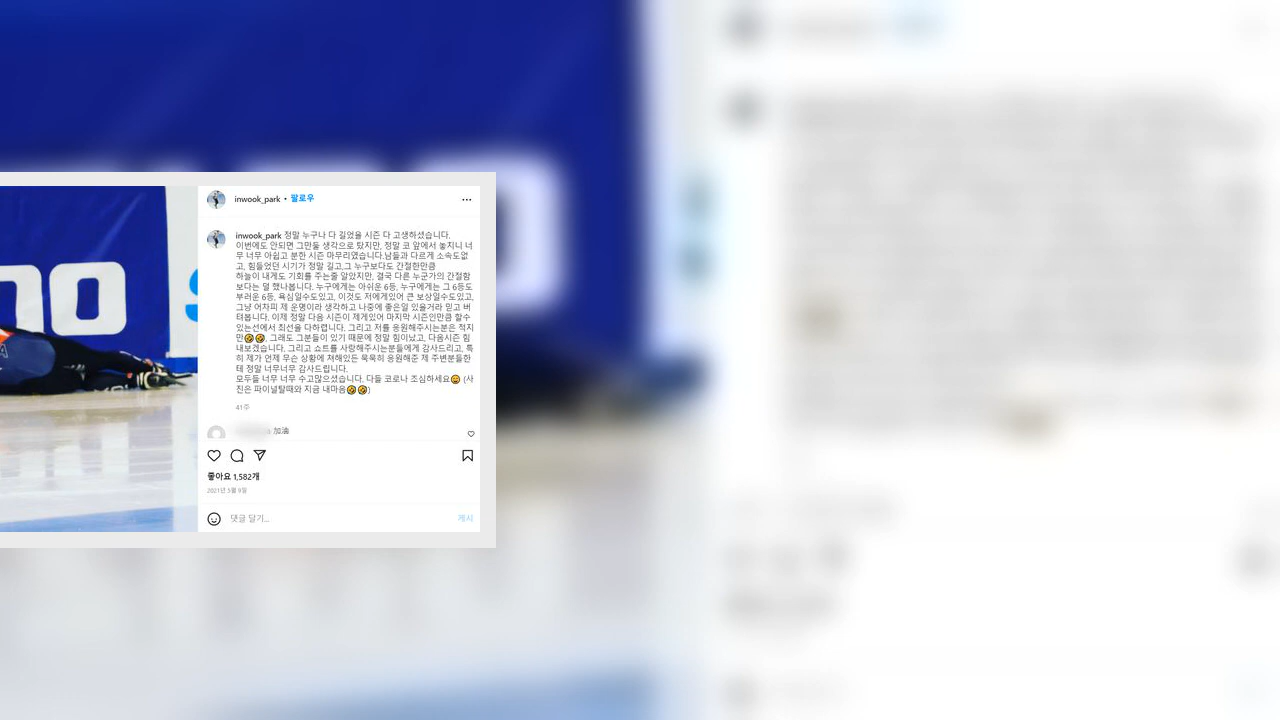 inwook_park • 팔로우
inwook_park 정말 누구나 다 길었을 시즌 다 고생하셨습니다.
이번에도 안되면 그만둘 생각으로 탔지만, 정말 코 앞에서 놓치니 너
무 너무 아쉽고 분한 시즌 마무리였습니다.남들과 다르게 소속도없
고, 힘들었던 시기가 정말 길고,그 누구보다도 간절한만큼
하늘이 내게도 기회를 주는줄 알았지만, 결국 다른 누군가의 간절함
보다는 덜 했나봅니다. 누구에게는 아쉬운 6등, 누구에게는 그 6등도
부러운 6등, 욕심일수도있고, 이것도 저에게있어 큰 보상일수도있고,
그냥 어차피 제 운명이라 생각하고 나중에 좋은일 있을거라 믿고 버
텨봅니다. 이제 정말 다음 시즌이 제게있어 마지막 시즌인만큼 할수
있는선에서 최선을 다하렵니다. 그리고 저를 응원해주시는분은 적지
만🤣🤣, 그래도 그분들이 있기 때문에 정말 힘이났고, 다음시즌 힘
내보겠습니다. 그리고 쇼트를 사랑해주시는분들에게 감사드리고, 특
히 제가 언제 무슨 상황에 쳐해있든 묵묵히 응원해준 제 주변분들한
테 정말 너무너무 감사드립니다.
모두들 너무 너무 수고많으셨습니다, 다들 코로나 조심하세요😄 (사
진은 파이널탈때와 지금 내마음🤣🤣)
41주
加油
좋아요 1,582개
2021년 5월 9일
댓글 달기...
게시